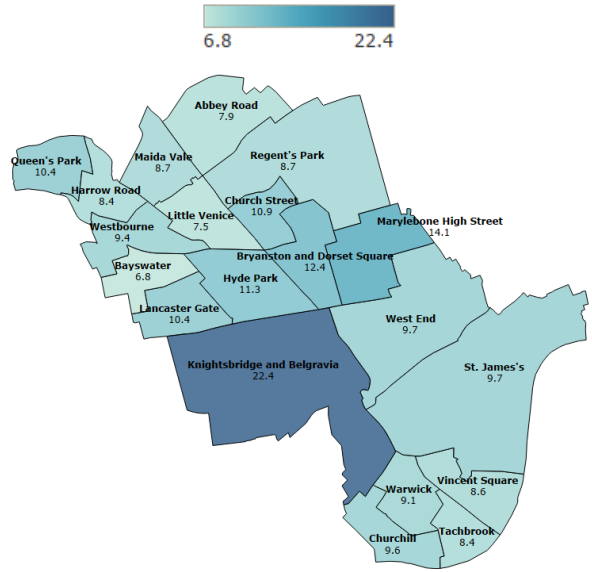 6.8
22.4
Abbey Road
7.9
Queen's Park
10.4
Maida Vale
8.7
Regent's Park
8.7
Harrow Road
8.4
Church Street
10.9
Little Venice
7.5
Marylebone High Street
14.1
Westbourne
9.4
Bryanston and Dorset Square
12.4
Bayswater
6.8
Hyde Park
11.3
Lancaster Gate
10.4
West End
9.7
Knightsbridge and Belgravia
22.4
St. James's
9.7
Vincent Square
8.6
Warwick
9.1
Tachbrook
8.4
Churchill
9.6